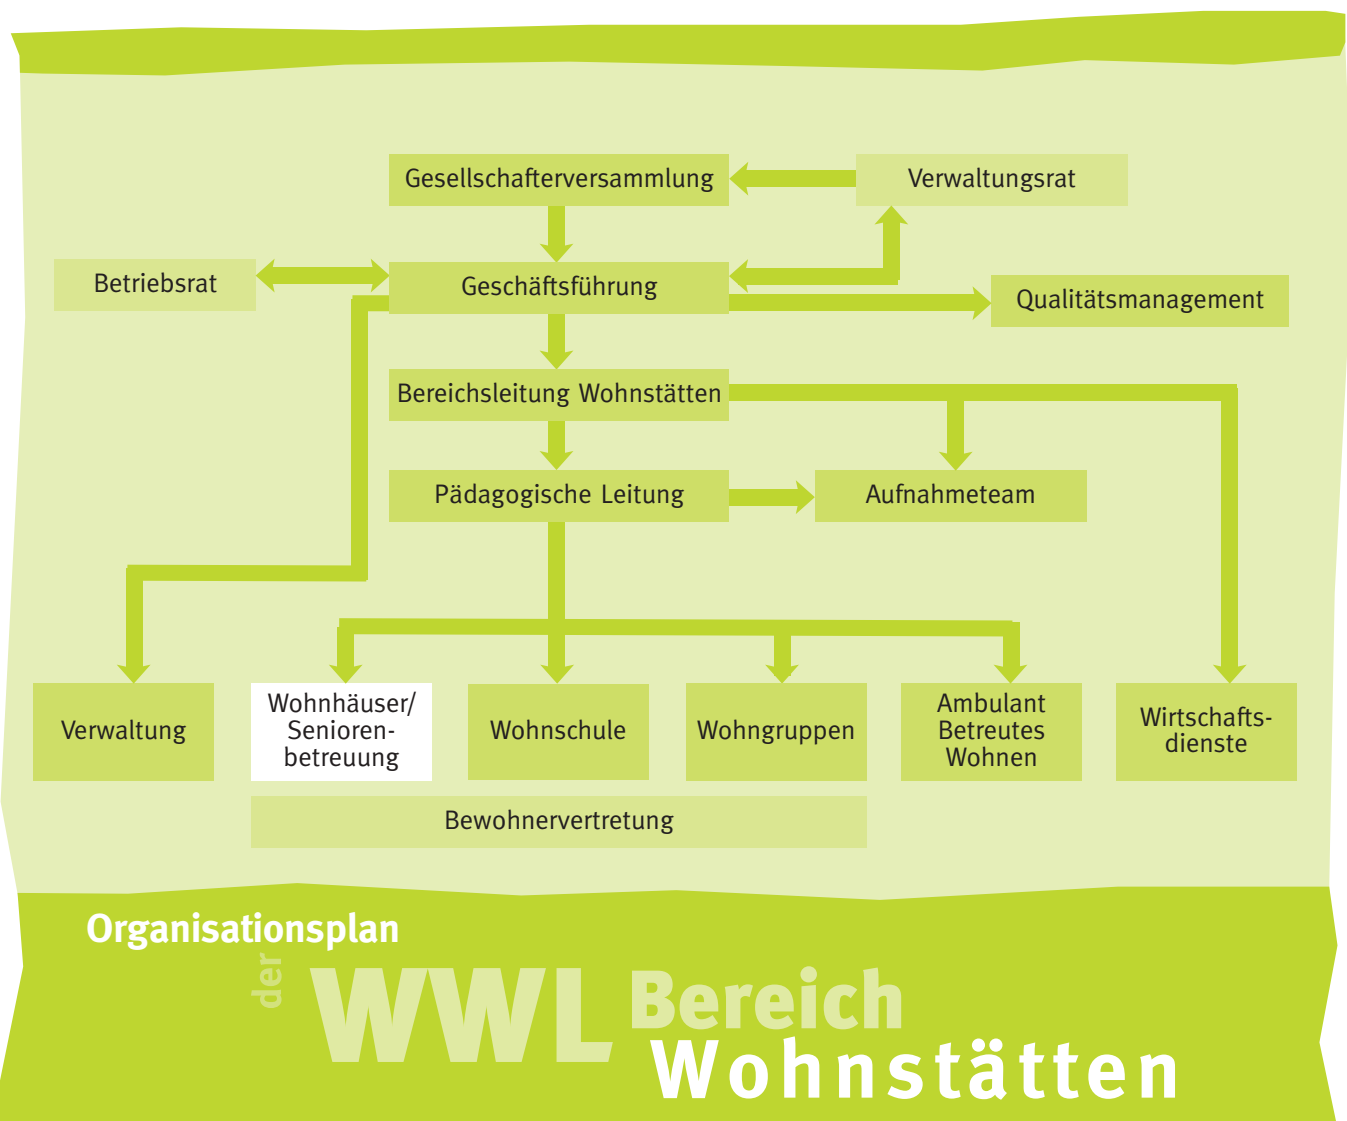 Gesellschafterversammlung
Verwaltungsrat
Betriebsrat
Geschäftsführung
Qualitätsmanagement
Bereichsleitung Wohnstätten
Pädagogische Leitung
Aufnahmeteam
Verwaltung
Wohnhäuser/
Senioren-
betreuung
Wohnschule
Wohngruppen
Ambulant
Betreutes
Wohnen
Wirtschafts-
dienste
Bewohnervertretung
Organisationsplan
der
WWL
Bereich
Wohnstätten